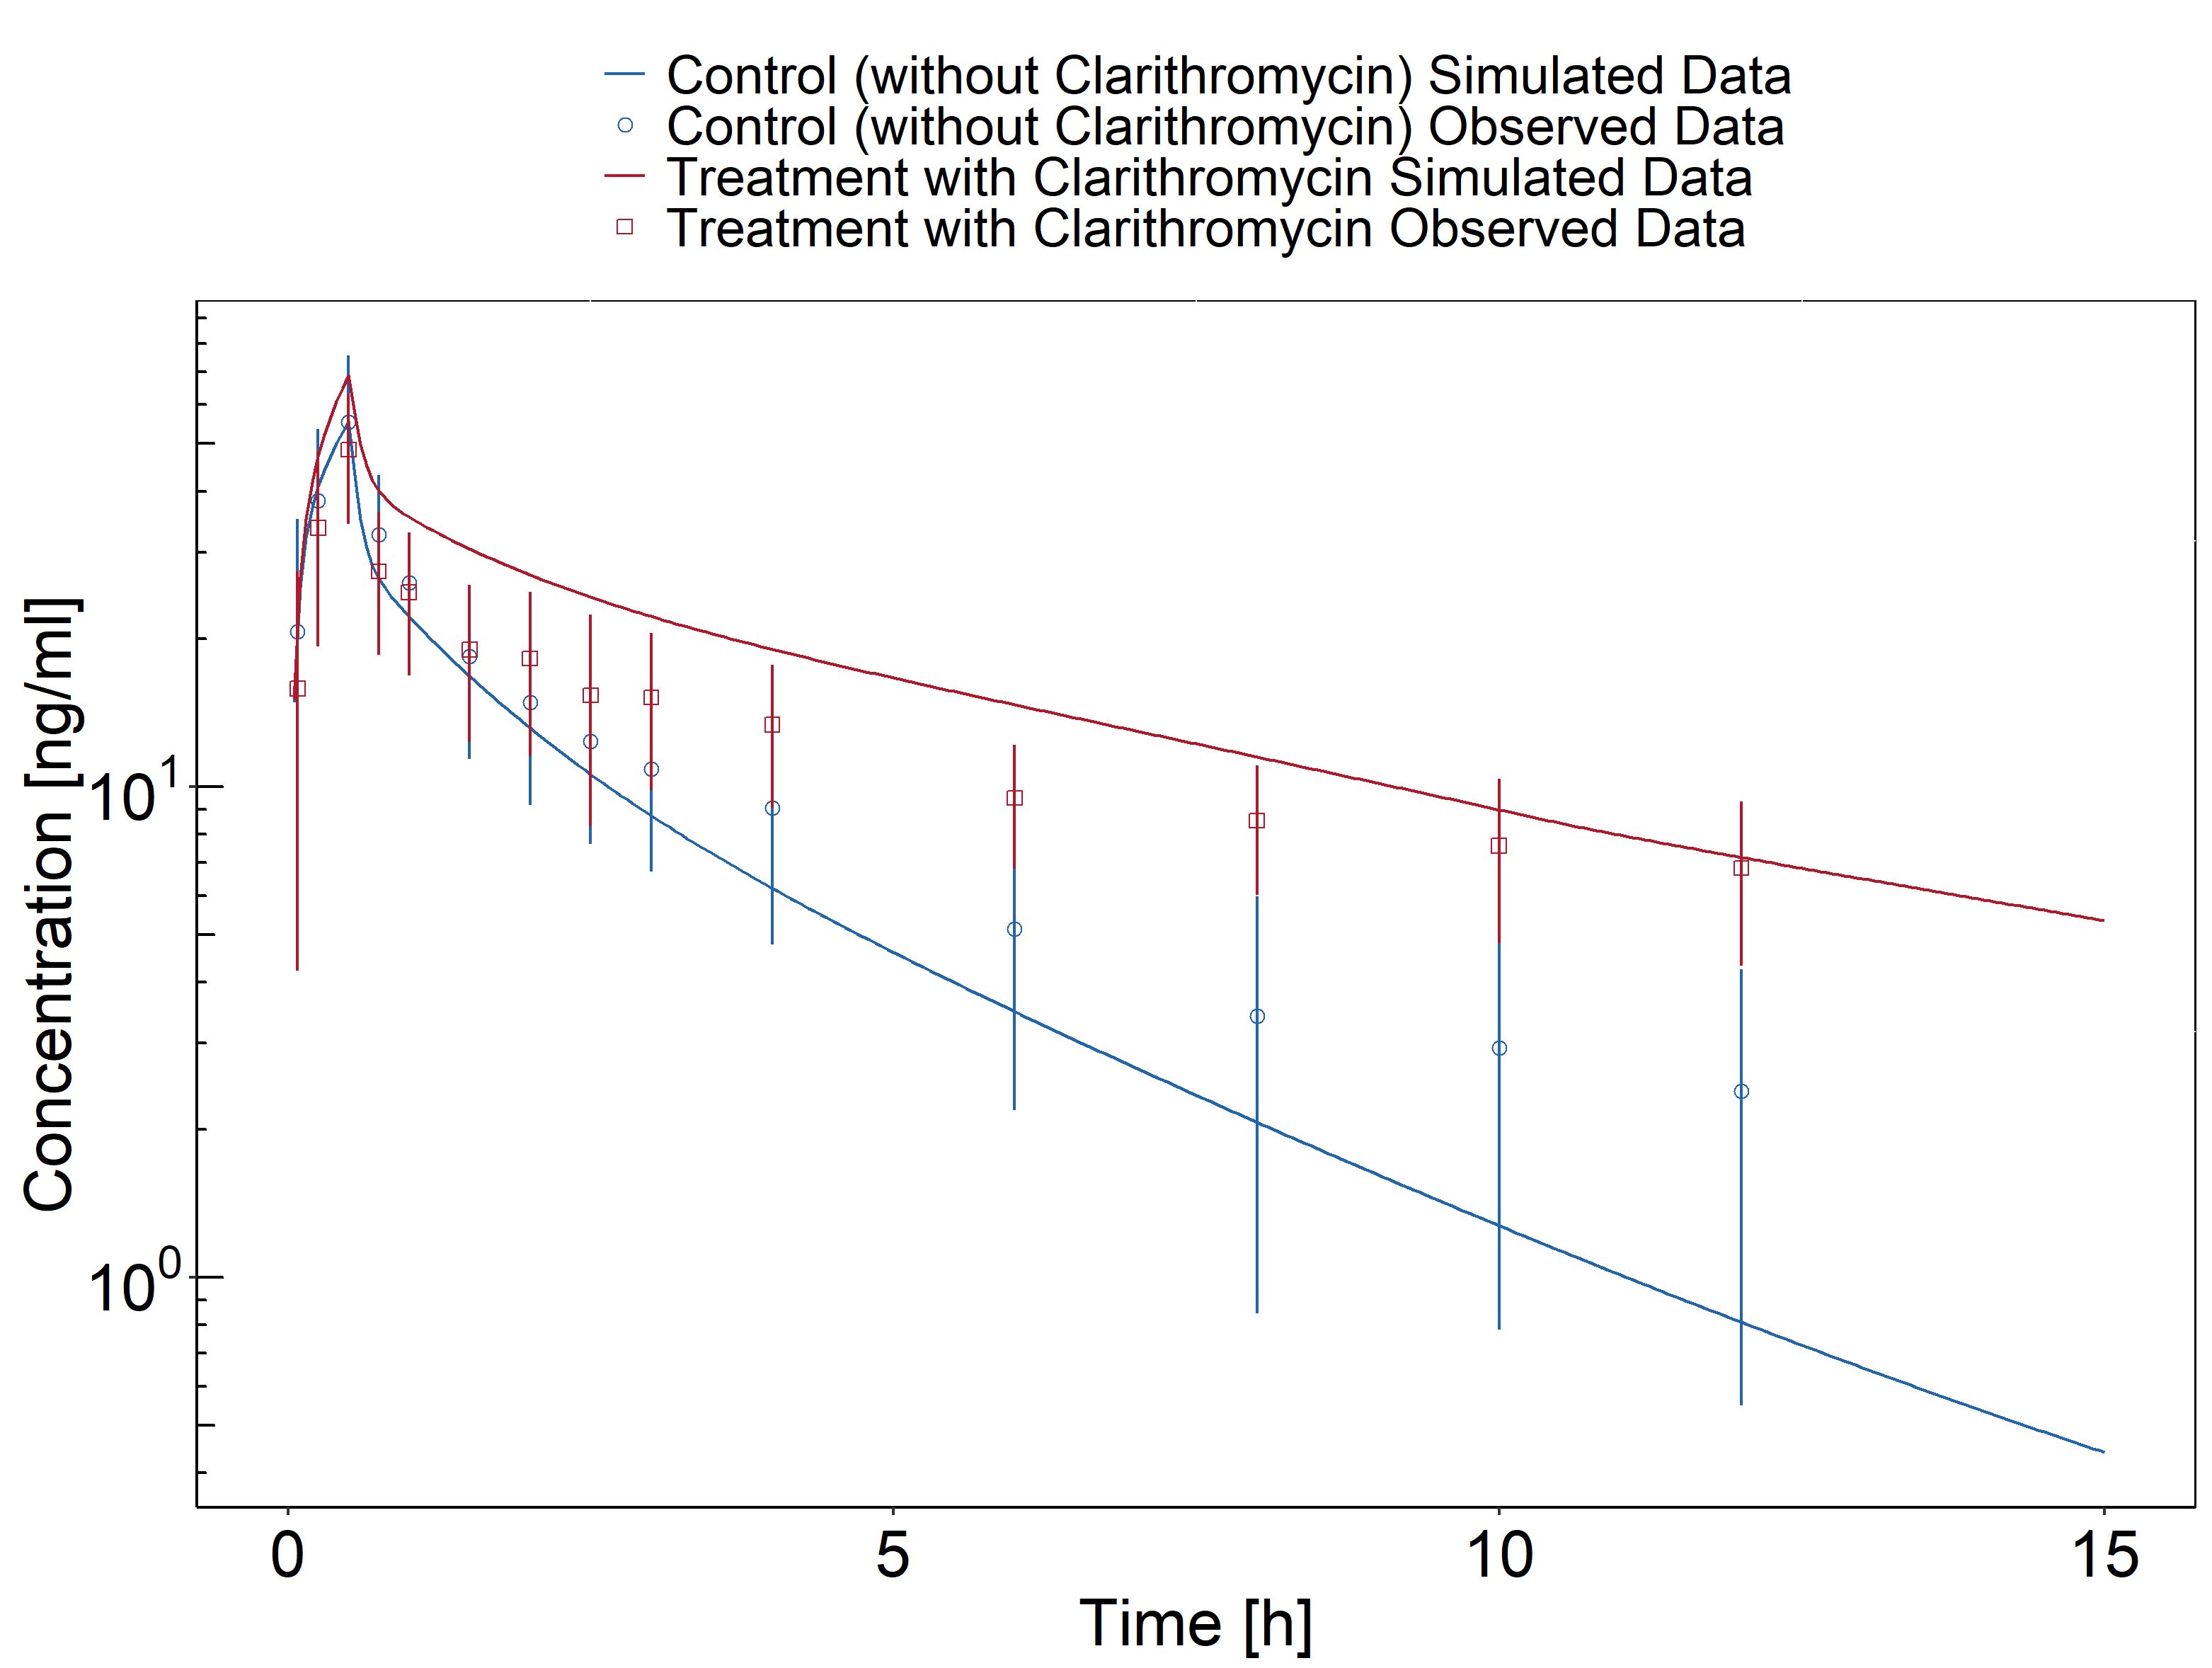 Control (without Clarithromycin) Simulated Data
Control (without Clarithromycin) Observed Data
Treatment with Clarithromycin Simulated Data
Treatment with Clarithromycin Observed Data
Concentration [ng/ml]
10¹
10⁰
0 5 10 15
Time [h]